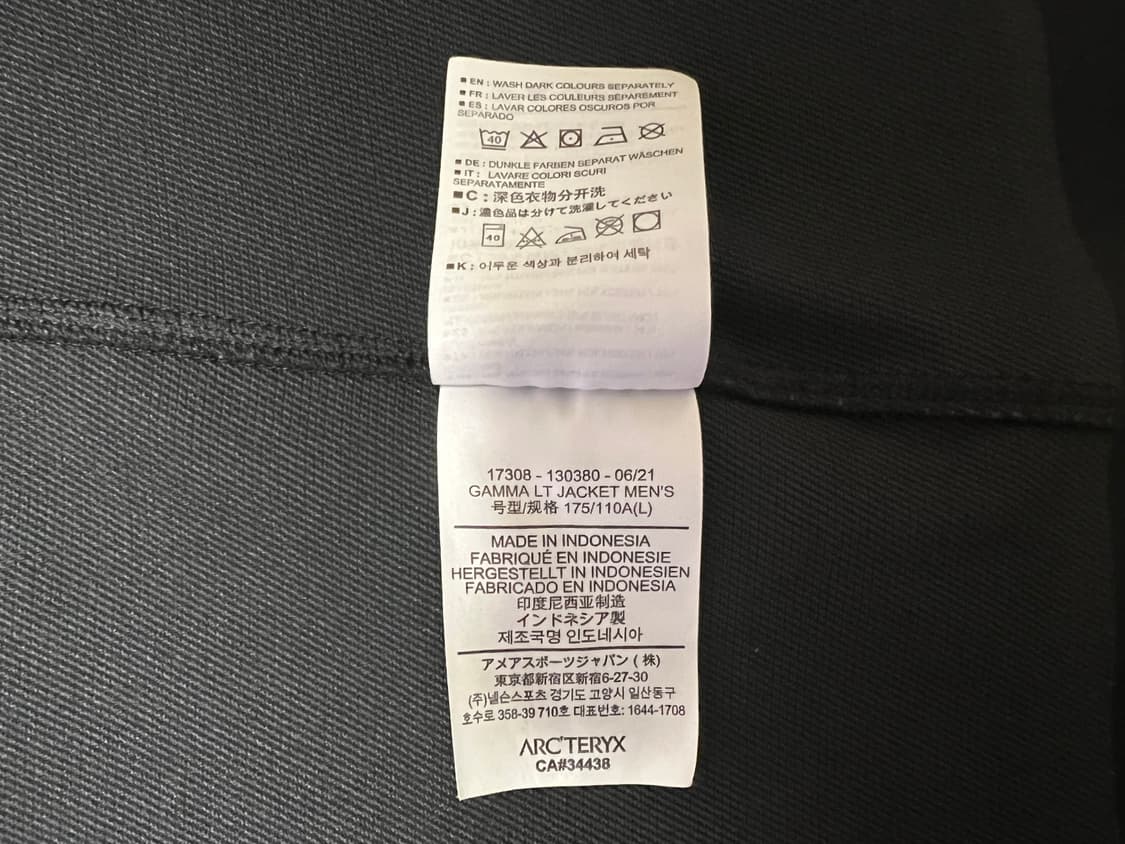 ■ EN : WASH DARK COLOURS SEPARATELY
■ FR : LAVER LES COULEURS SÉPARÉMENT
■ ES : LAVAR COLORES OSCUROS POR
SEPARADO
40
■ DE : DUNKLE FARBEN SEPARAT WÄSCHEN
■ IT : LAVARE COLORI SCURI
SEPARATAMENTE
■ C : 深色衣物分开洗
■ J : 濃色品は分けて洗濯してください
40
■ K : 어두운 색상과 분리하여 세탁
17308 - 130380 - 06/21
GAMMA LT JACKET MEN'S
号型/规格 175/110A(L)
MADE IN INDONESIA
FABRIQUÉ EN INDONESIE
HERGESTELLT IN INDONESIEN
FABRICADO EN INDONESIA
印度尼西亚制造
インドネシア製
제조국명 인도네시아
アメアスポーツジャパン ( 株)
東京都新宿区新宿6-27-30
(주)넬슨스포츠 경기도 고양시 일산동구
호수로 358-39 710호 대표번호: 1644-1708
ARC'TERYX
CA#34438